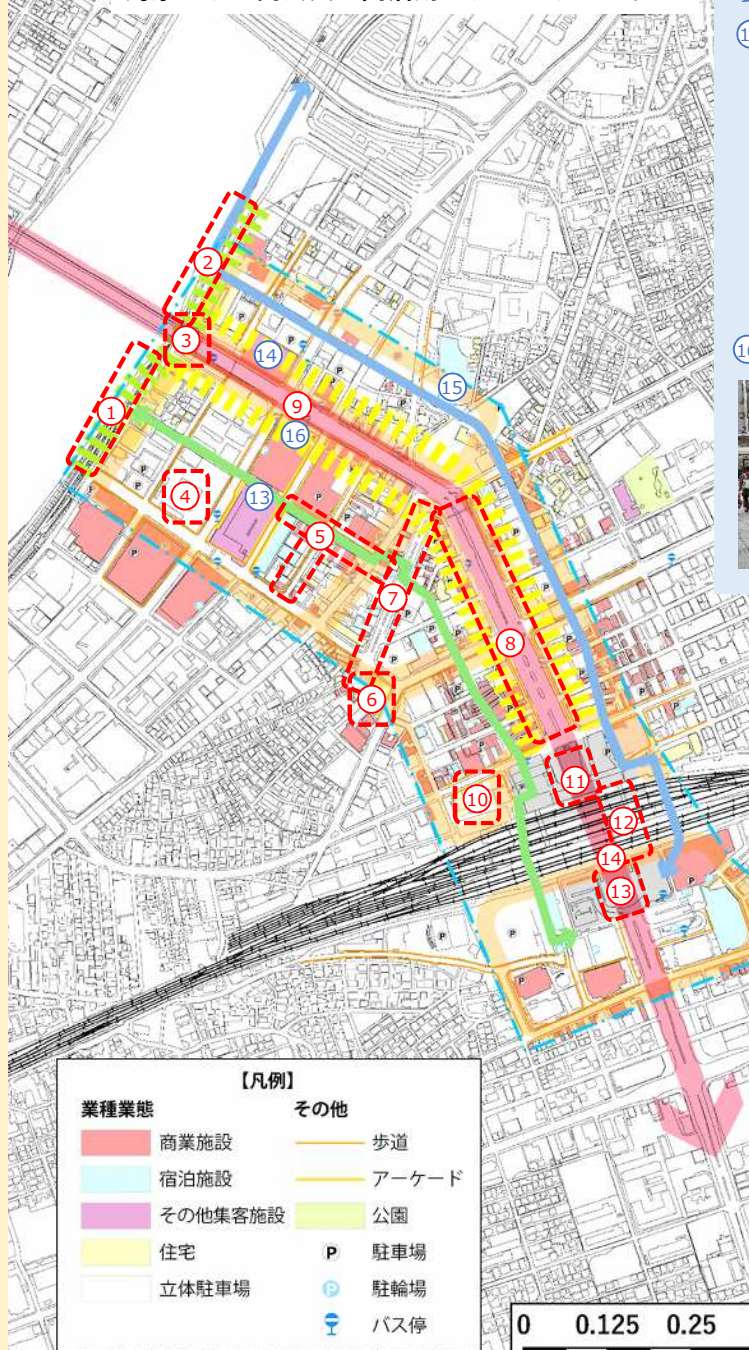 ②
③
⑭
⑮
①
⑨
⑯
④
⑬
⑤
⑦
⑧
⑥
⑪
⑩
⑫
⑭
⑬
【凡例】
業種業態 その他
商業施設 歩道
宿泊施設 アーケード
その他集客施設 公園
住宅 P 駐車場
立体駐車場 P 駐輪場
バス停
0 0.125 0.25